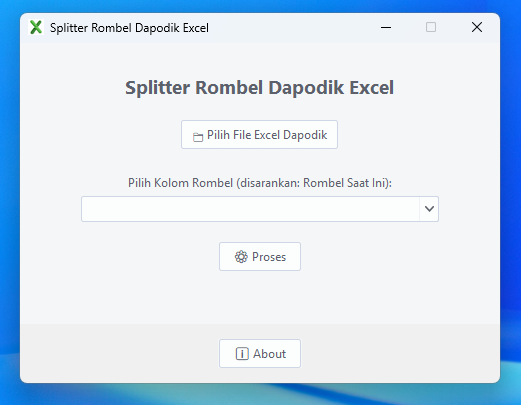 Splitter Rombel Dapodik Excel
Splitter Rombel Dapodik Excel
Pilih File Excel Dapodik
Pilih Kolom Rombel (disarankan: Rombel Saat Ini):
Proses
About